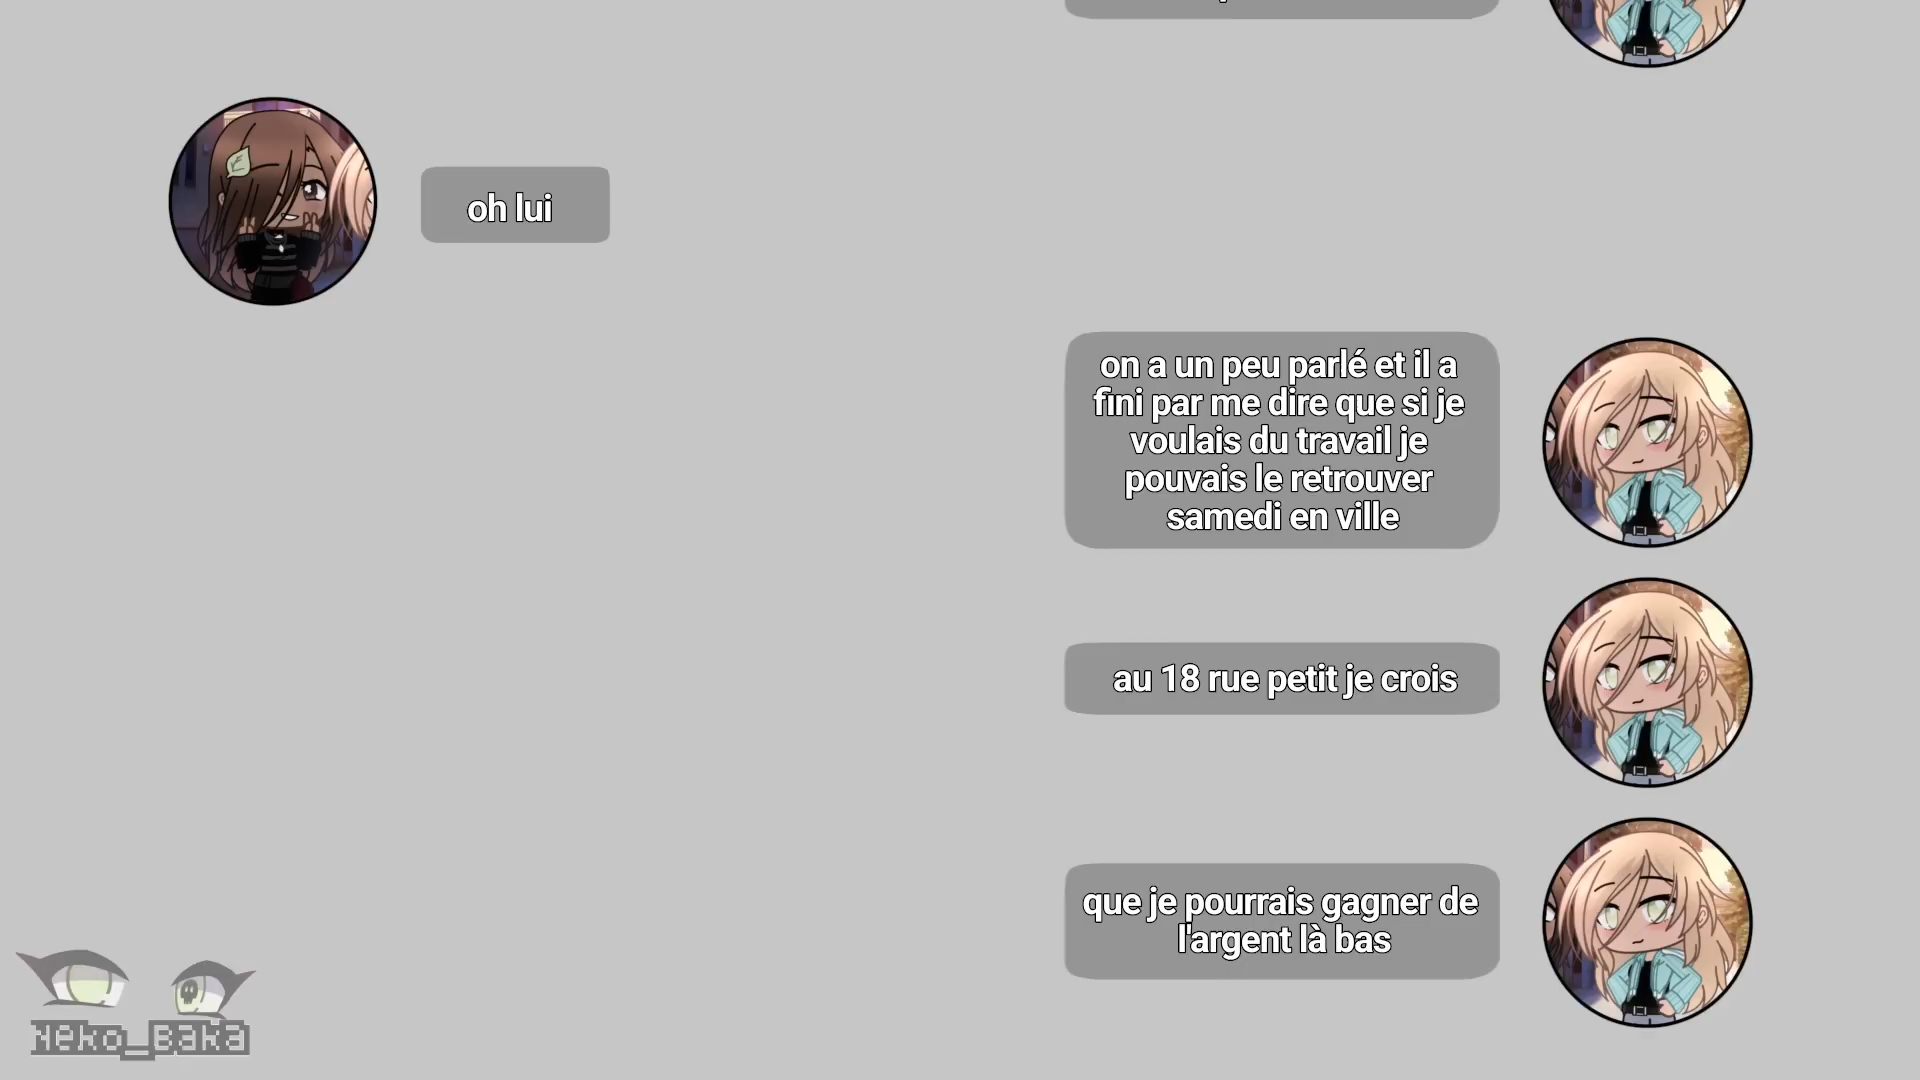 oh lui
on a un peu parlé et il a
fini par me dire que si je
voulais du travail je
pouvais le retrouver
samedi en ville
au 18 rue petit je crois
que je pourrais gagner de
l'argent là bas
Neko_Baka